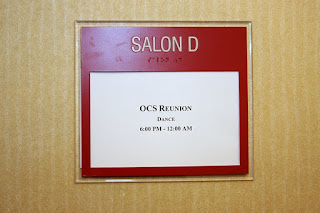 SALON D
OCS REUNION
DANCE
6:00 PM - 12:00 AM